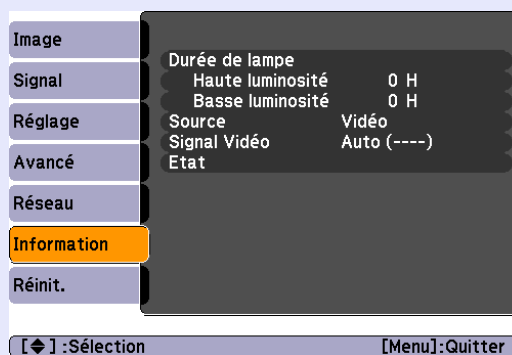 Image
Signal
Réglage
Avancé
Réseau
Information
Réinit.
Durée de lampe
Haute luminosité 0 H
Basse luminosité 0 H
Source Vidéo
Signal Vidéo Auto (----)
Etat
[◆] :Sélection [Menu]:Quitter